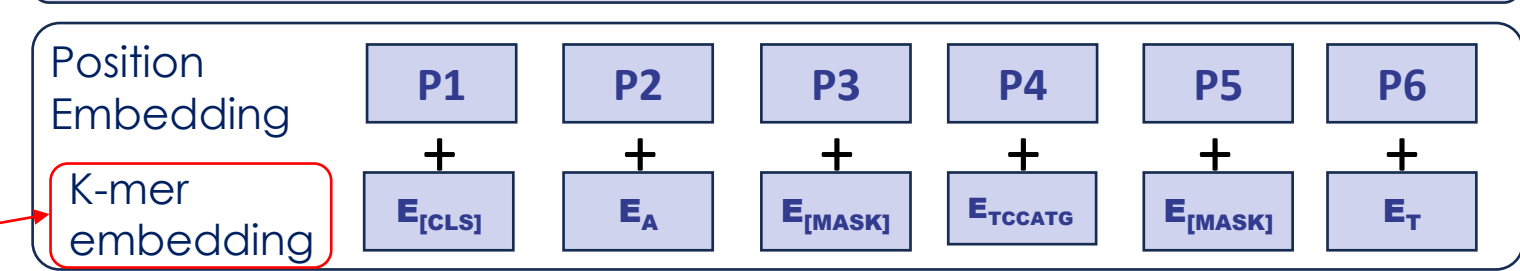 Position
Embedding
P1 P2 P3 P4 P5 P6
+ + + + + +
K-mer
embedding
E[CLS] EA E[MASK] ETCCATG E[MASK] ET